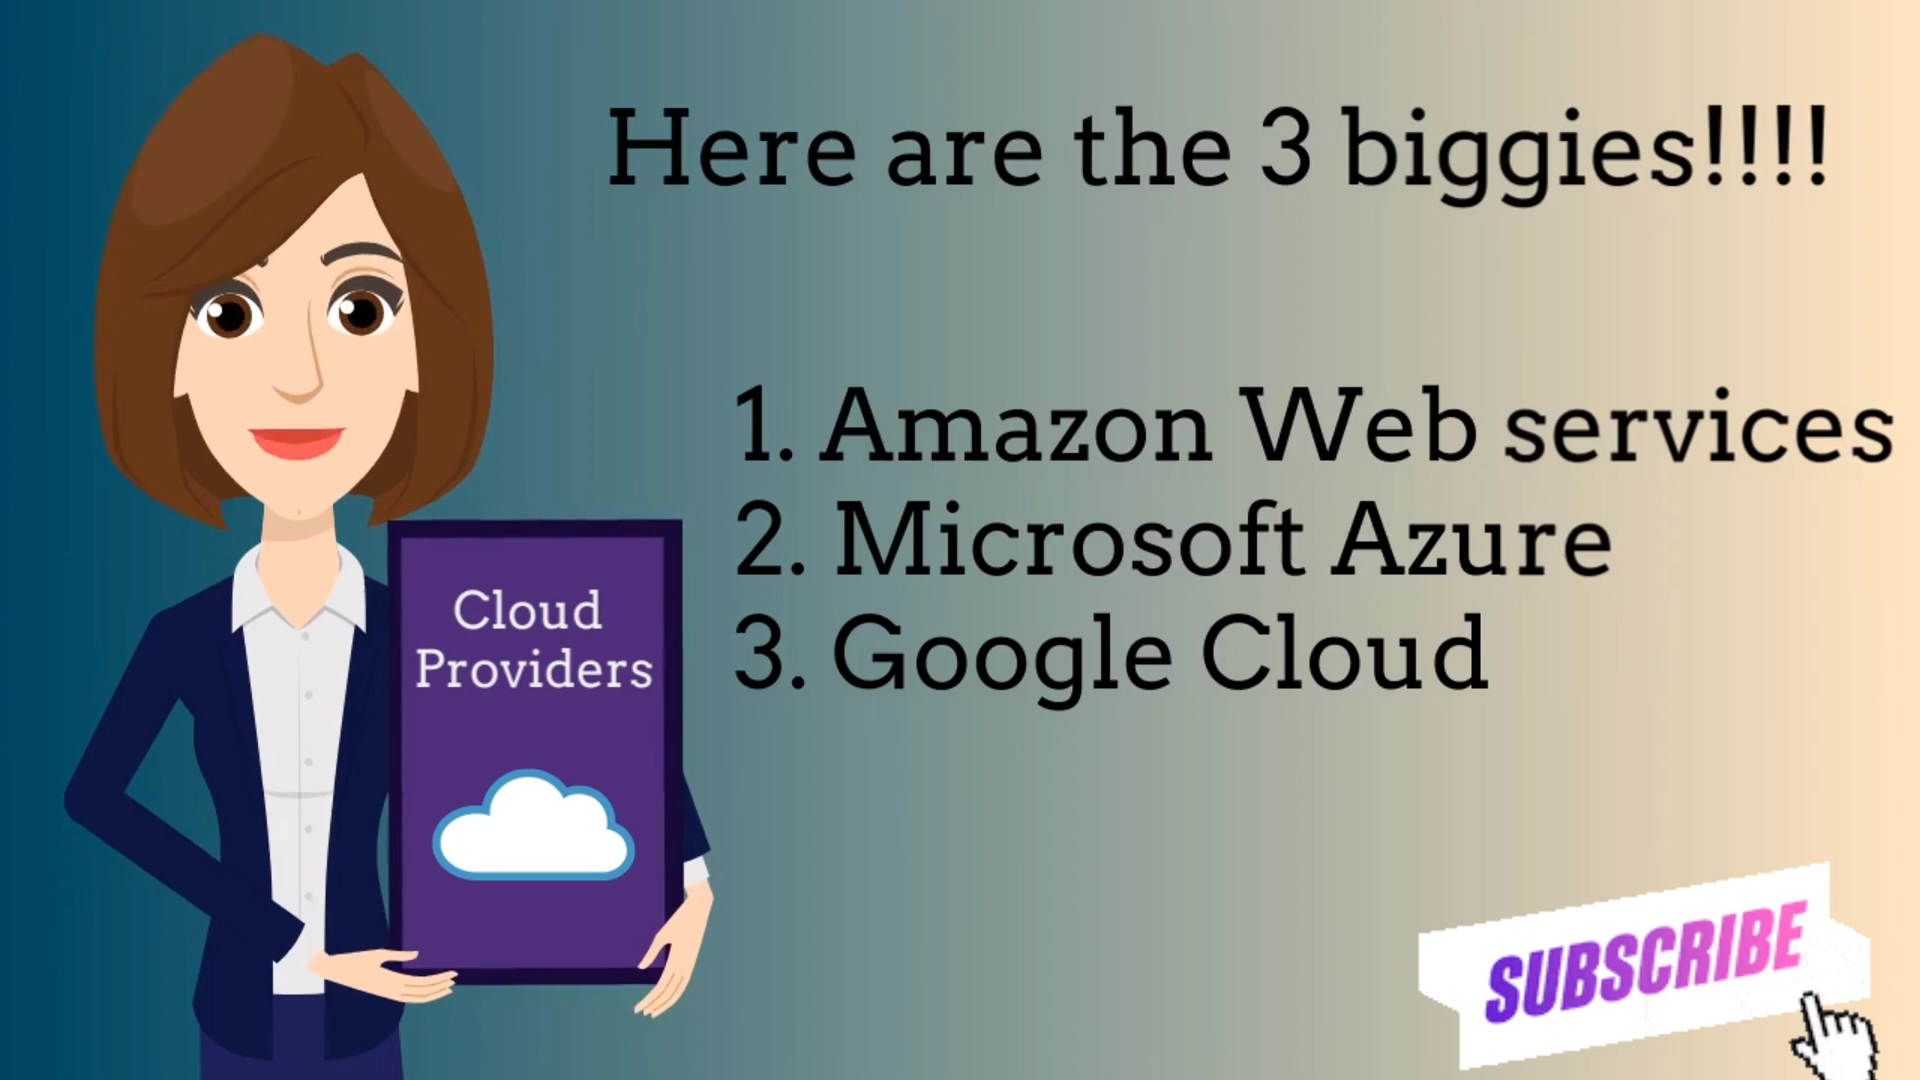 Here are the 3 biggies!!!!
1. Amazon Web services
2. Microsoft Azure
3. Google Cloud
Cloud
Providers
SUBSCRIBE